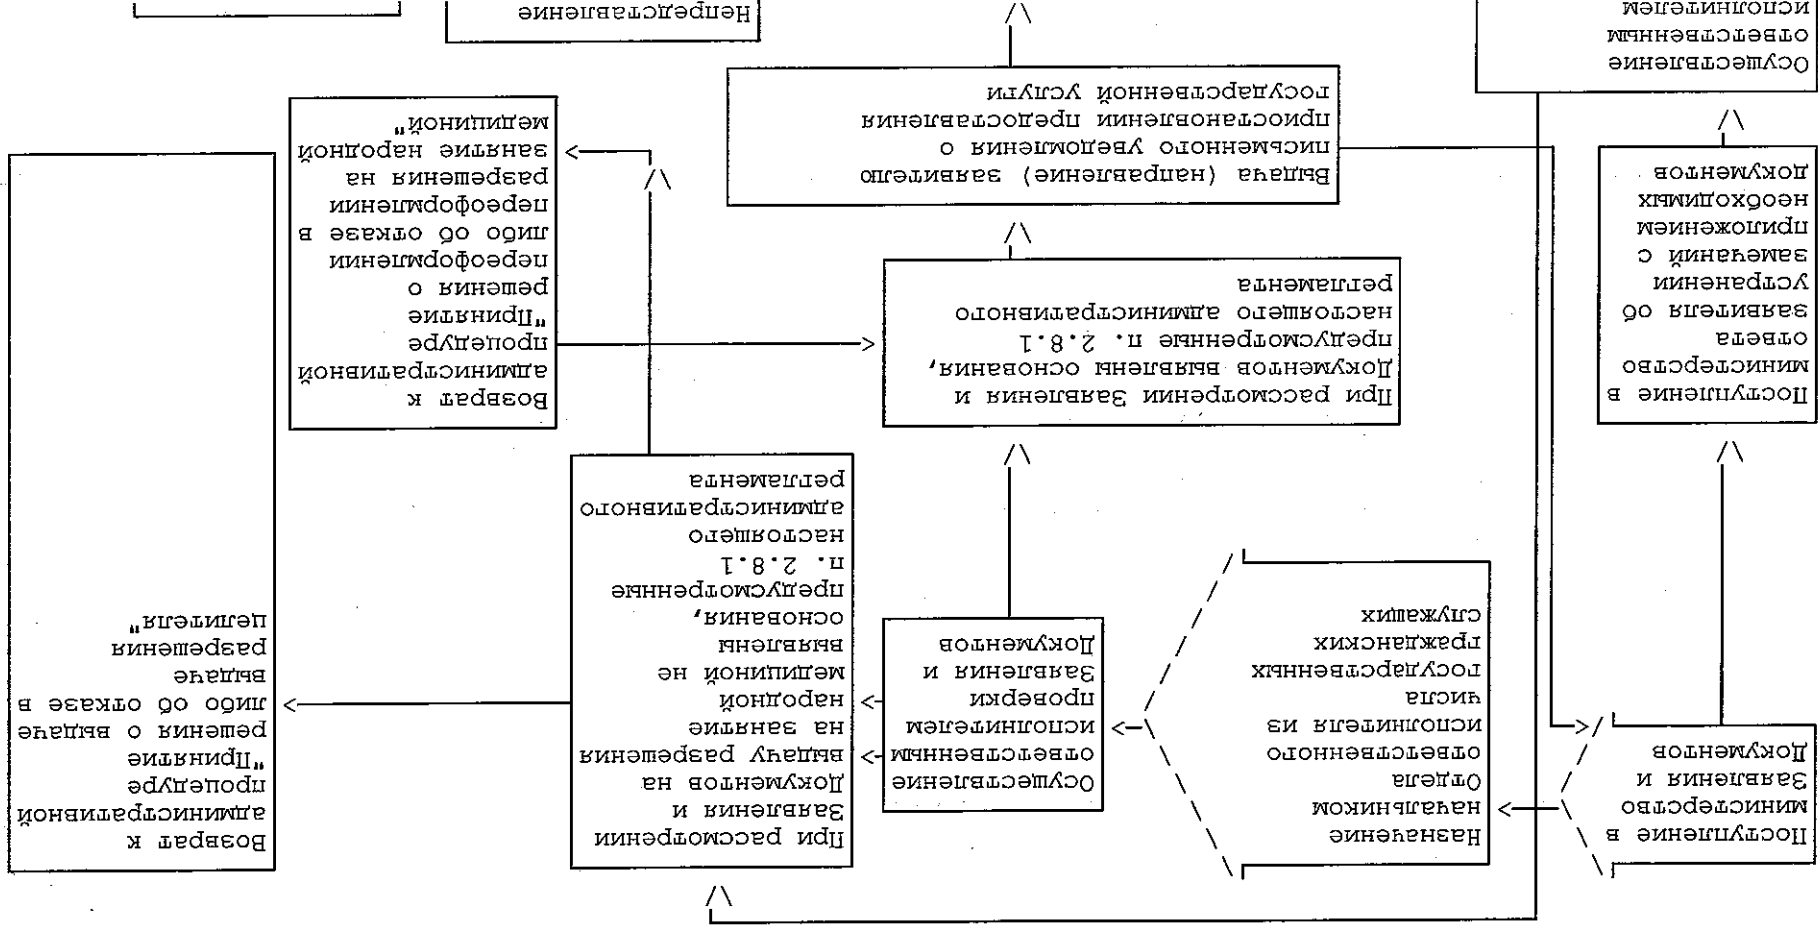 Поступление в
министерство
Заявления и
Документов
Назначение
начальником
Отдела
ответственного
исполнителя из
числа
государственных
гражданских
служащих
Осуществление
ответственным
исполнителем
проверки
Заявления и
Документов
При рассмотрении
Заявления и
Документов на
выдачу разрешения
на занятие
народной
медициной не
выявлены
основания,
предусмотренные
п. 2.8.1
настоящего
административного
регламента
Возврат к
административной
процедуре
"Принятие
решения о выдаче
либо об отказе в
выдаче
разрешения
целителя"
Поступление в
министерство
ответа
заявителя об
устранении
замечаний с
приложением
необходимых
документов
При рассмотрении Заявления и
Документов выявлены основания,
предусмотренные п. 2.8.1
настоящего административного
регламента
Возврат к
административной
процедуре
"Принятие
решения о
переоформлении
либо об отказе в
переоформлении
разрешения на
занятие народной
медициной"
Выдача (направление) заявителю
письменного уведомления о
приостановлении предоставления
государственной услуги
Осуществление
ответственным
исполнителем
Непредставление